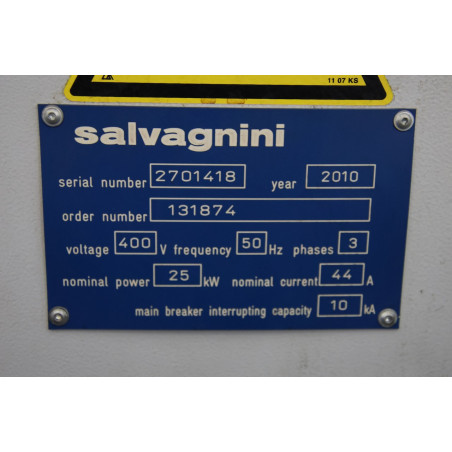 11 07 KS
salvagnini
serial number 2701418 year 2010
order number 131874
voltage 400 V frequency 50 Hz phases 3
nominal power 25 kW nominal current 44 A
main breaker interrupting capacity 10 kA